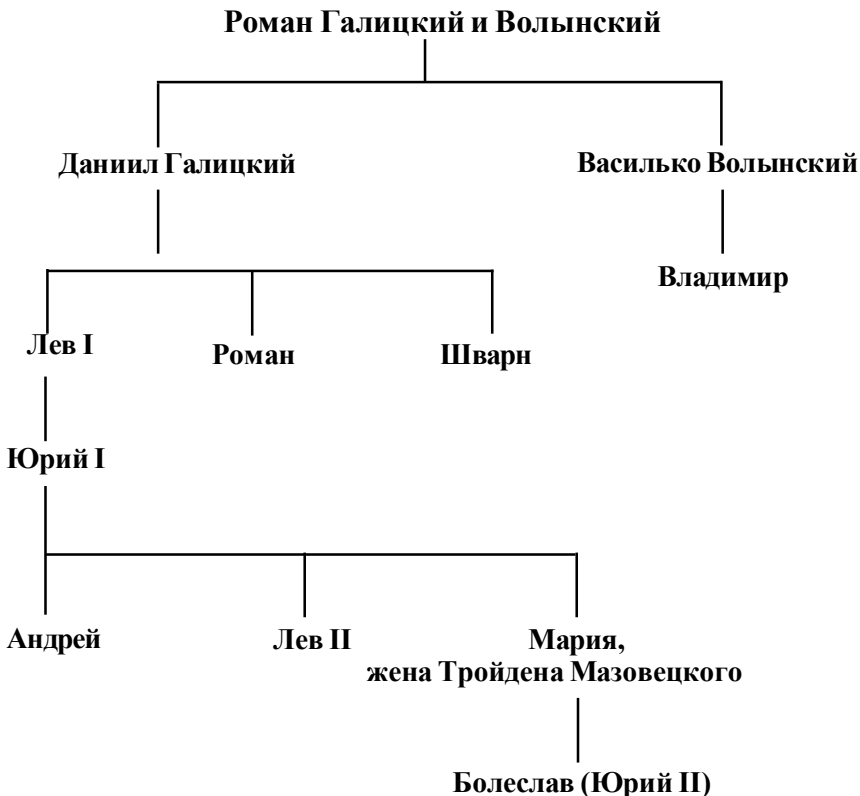 Роман Галицкий и Волынский
Даниил Галицкий
Василько Волынский
Владимир
Лев I
Роман
Шварн
Юрий I
Андрей
Лев II
Мария,
жена Тройдена Мазовецкого
Болеслав (Юрий II)